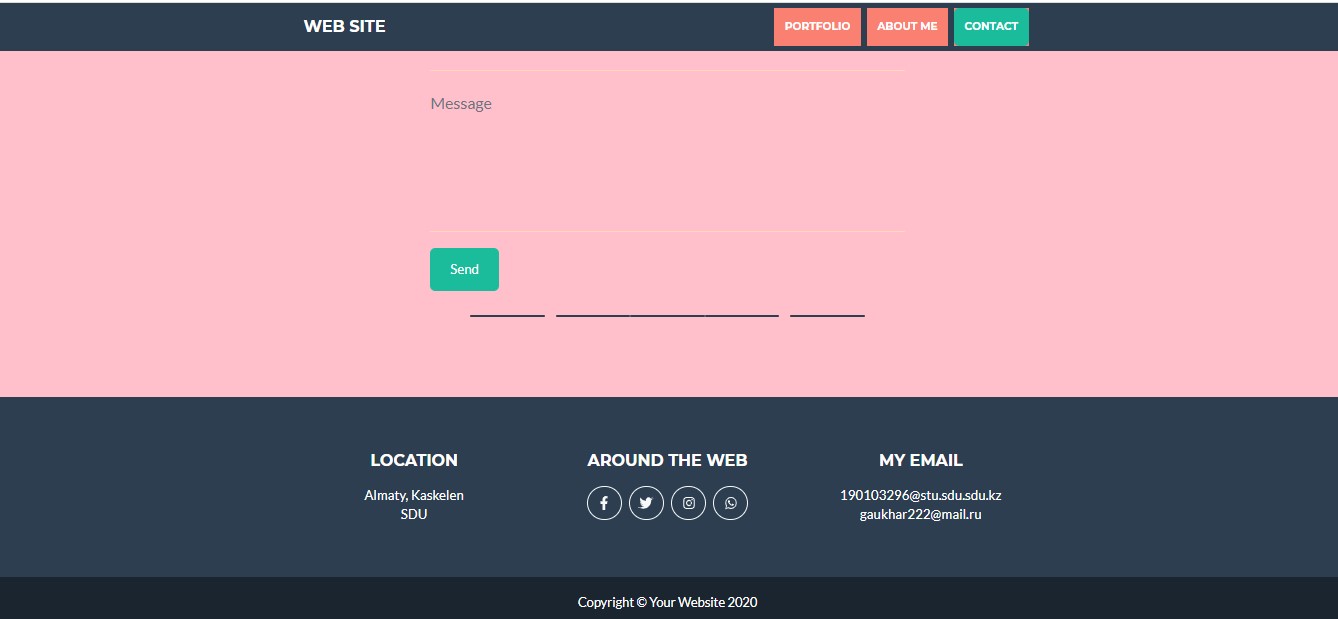 WEB SITE
PORTFOLIO
ABOUT ME
CONTACT
Message
Send
LOCATION
Almaty, Kaskelen
SDU
AROUND THE WEB
MY EMAIL
190103296@stu.sdu.sdu.kz
gaukhar222@mail.ru
Copyright © Your Website 2020